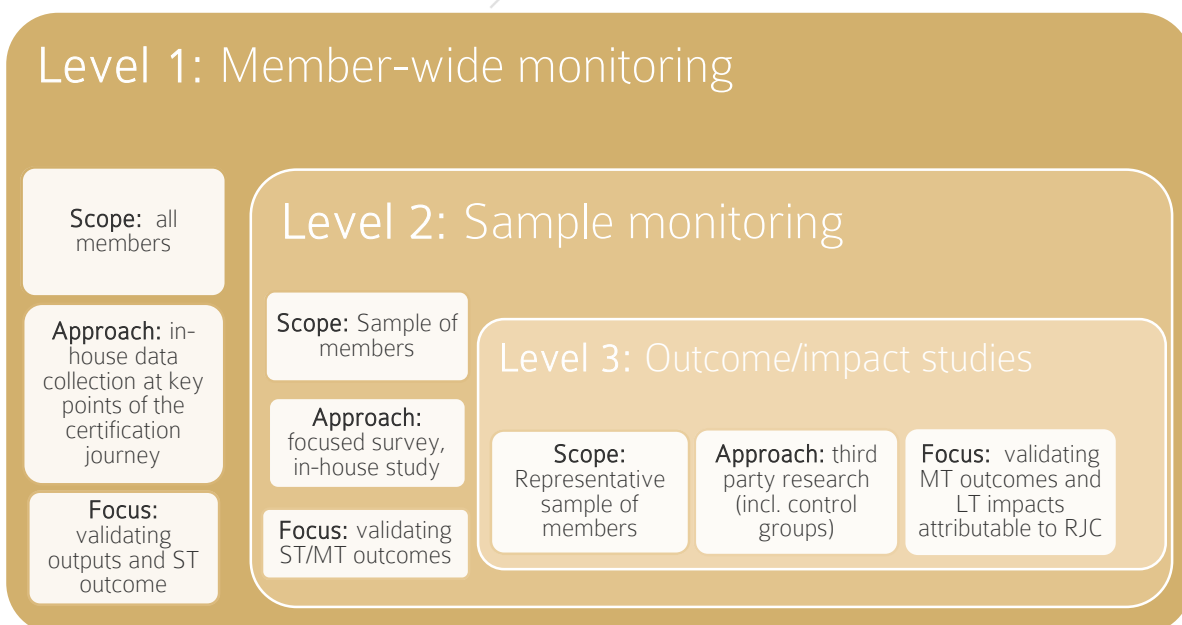 Level 1: Member-wide monitoring
Scope: all
members
Approach: in-
house data
collection at key
points of the
certification
journey
Focus:
validating
outputs and ST
outcome
Level 2: Sample monitoring
Scope: Sample of
members
Approach:
focused survey,
in-house study
Focus: validating
ST/MT outcomes
Level 3: Outcome/impact studies
Scope:
Representative
sample of
members
Approach: third
party research
(incl. control
groups)
Focus: validating
MT outcomes and
LT impacts
attributable to RJC